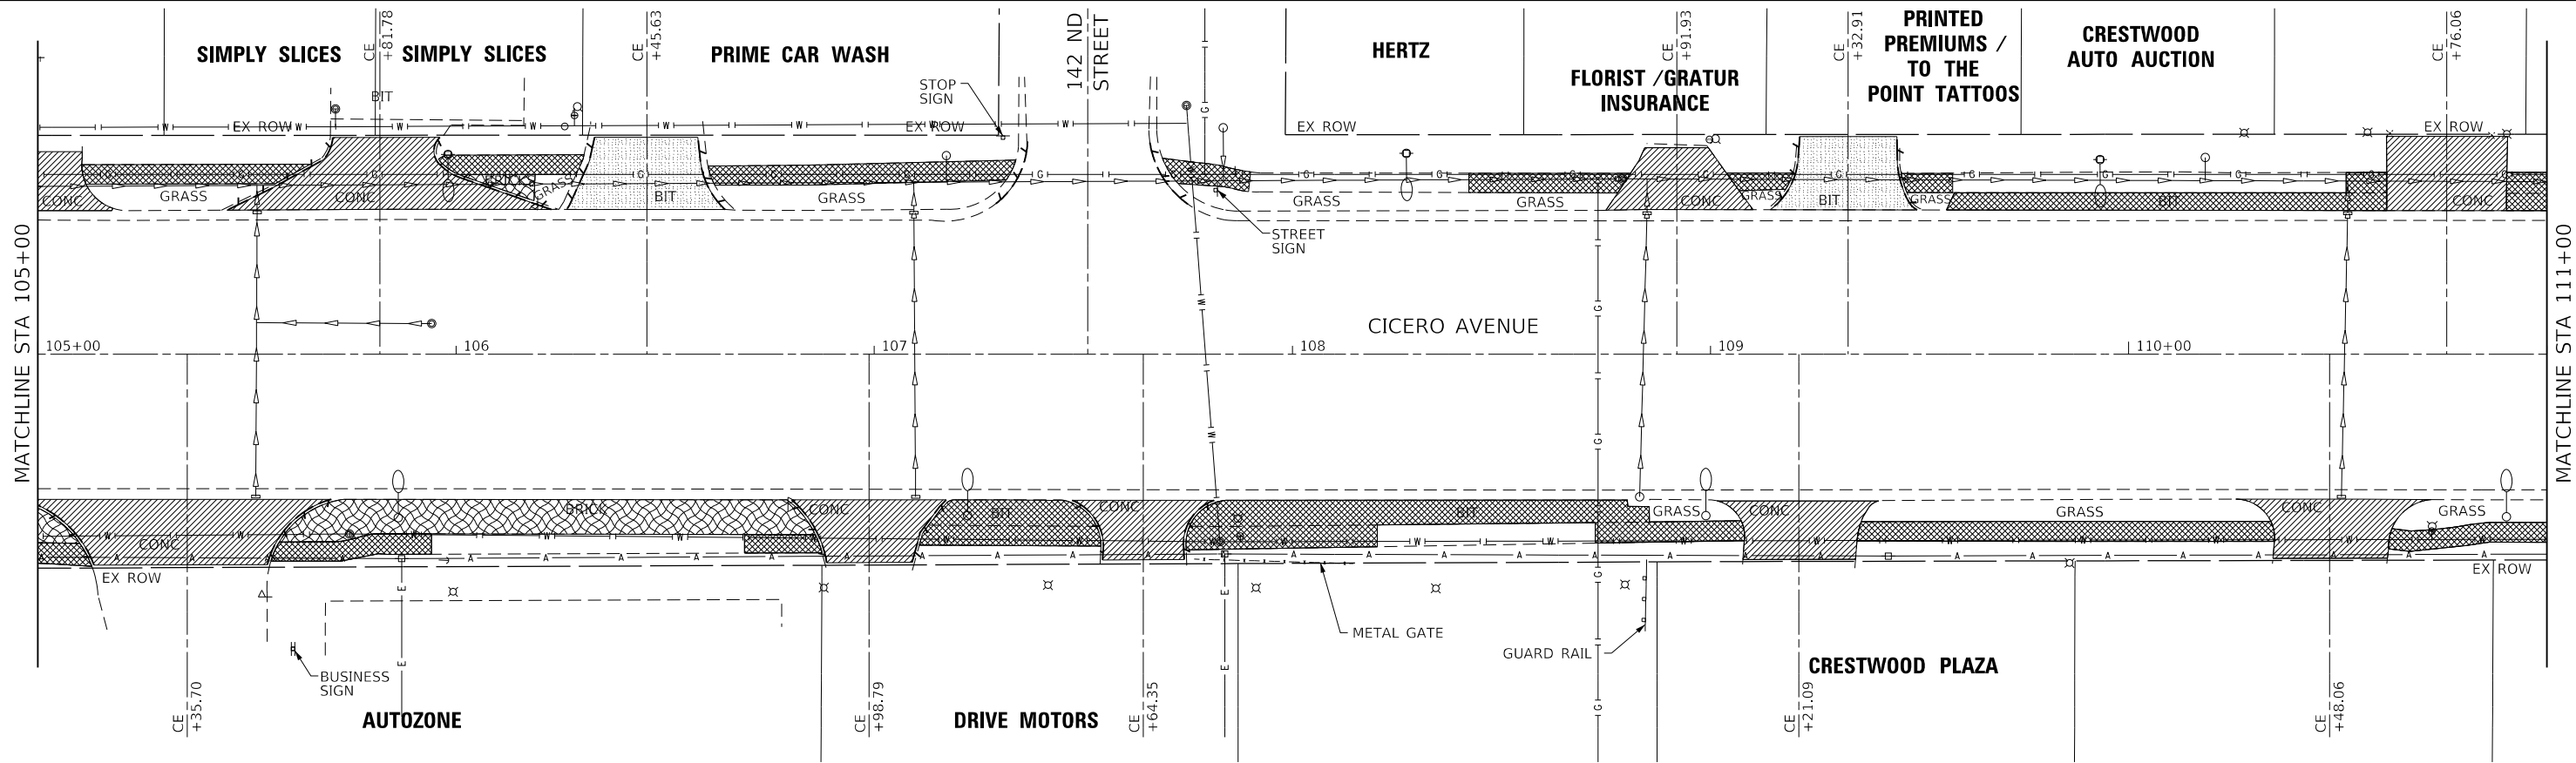 SIMPLY SLICES
CE
+81.78
SIMPLY SLICES
CE
+45.63
PRIME CAR WASH
142 ND
STREET
HERTZ
CE
+91.93
FLORIST /GRATUR
INSURANCE
CE
+32.91
PRINTED
PREMIUMS /
TO THE
POINT TATTOOS
CRESTWOOD
AUTO AUCTION
CE
+76.06
STOP
SIGN
BIT
EX ROW
EX ROW
EX ROW
EX ROW
CONC
GRASS
CONC
GRASS
BIT
GRASS
GRASS
GRASS
CONC
GRASS
BIT
GRASS
BIT
CONC
STREET
SIGN
MATCHLINE STA 105+00
MATCHLINE STA 111+00
CICERO AVENUE
105+00
106
107
108
109
110+00
CONC
BRICK
CONC
BIT
CONC
BIT
GRASS
CONC
GRASS
CONC
GRASS
EX ROW
EX ROW
METAL GATE
GUARD RAIL
BUSINESS
SIGN
CE
+35.70
AUTOZONE
CE
+98.79
DRIVE MOTORS
CE
+64.35
CRESTWOOD PLAZA
CE
+21.09
CE
+48.06